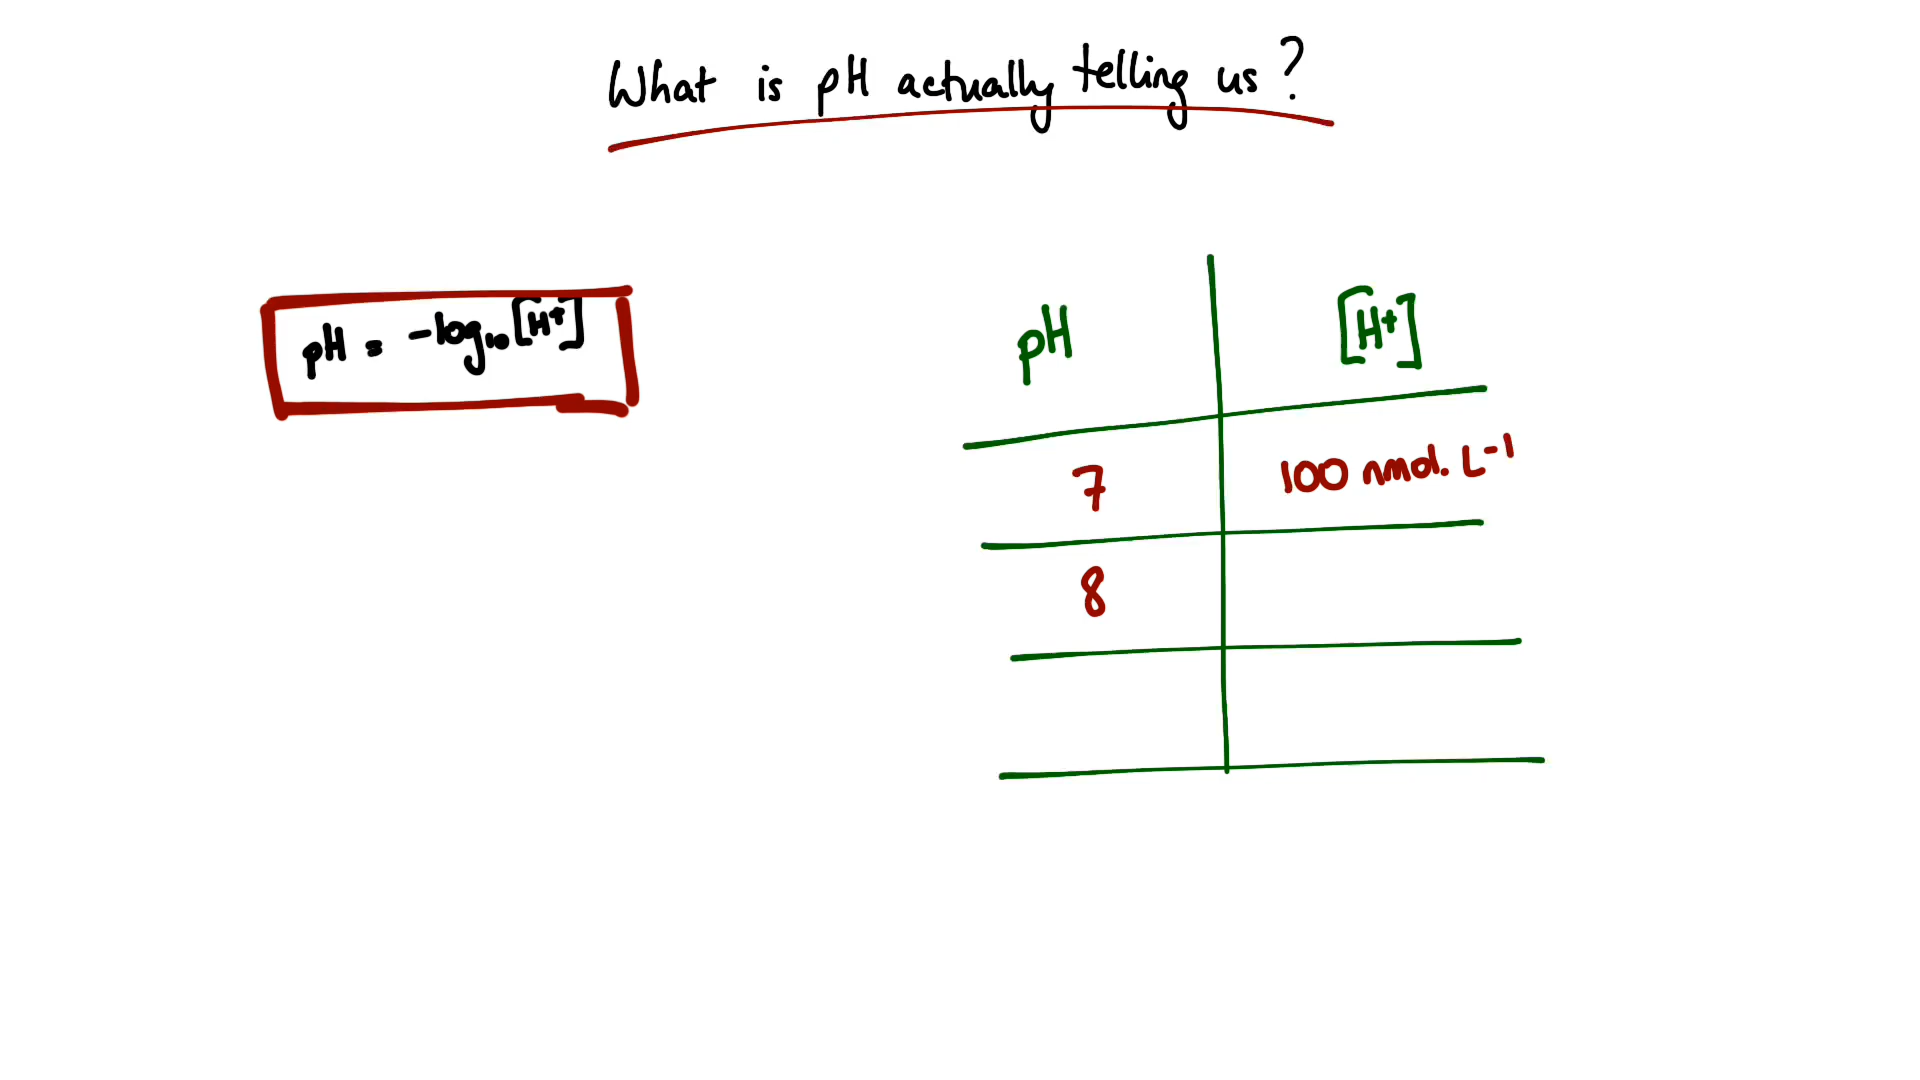 What is pH actually telling us?
pH = -log₁₀[H⁺]
pH [H⁺]
7 100 nmol. L⁻¹
8